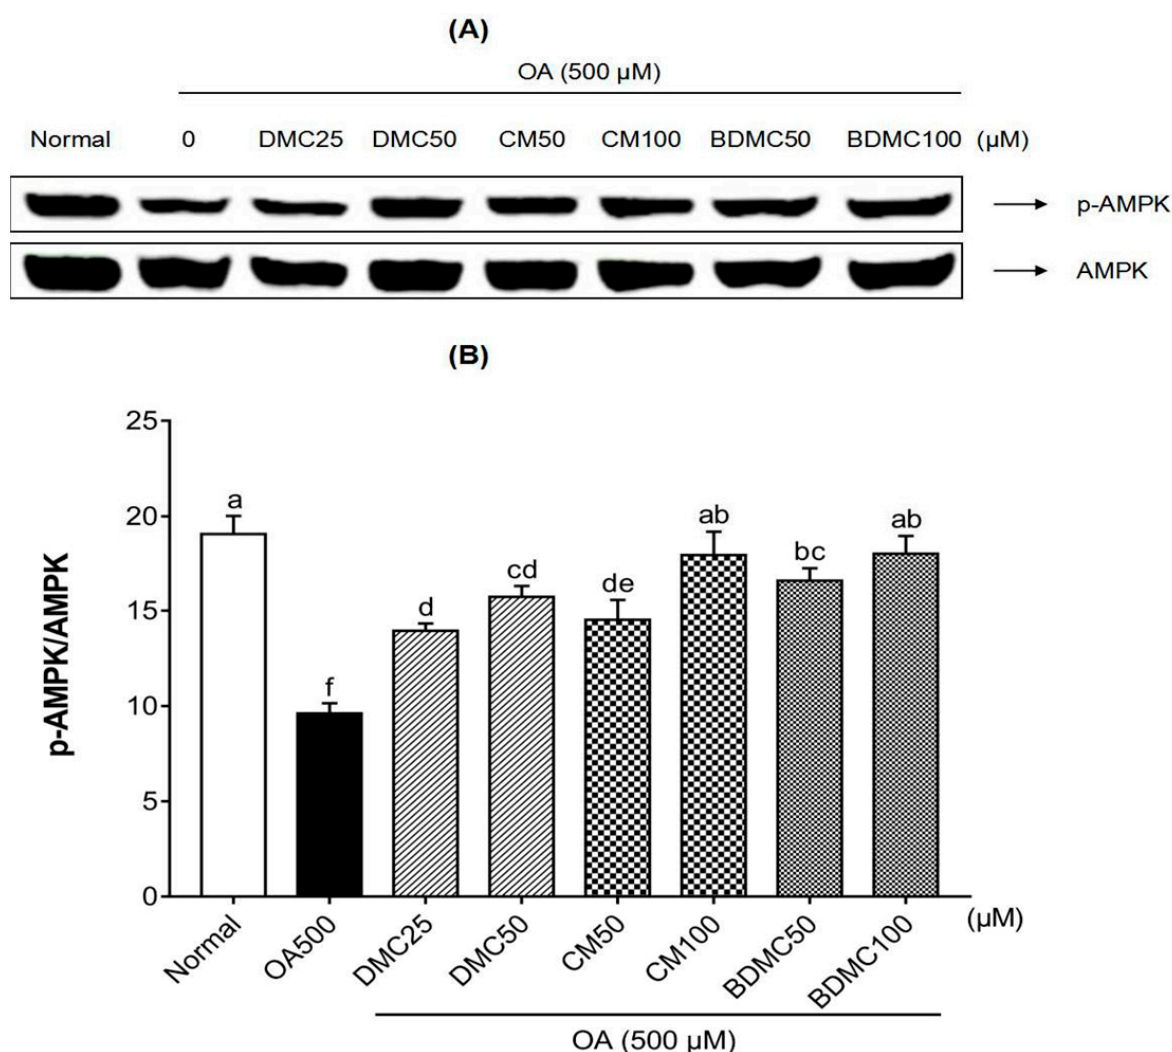 (A)
OA (500 µM)
Normal 0 DMC25 DMC50 CM50 CM100 BDMC50 BDMC100 (µM)
p-AMPK
AMPK
(B)
p-AMPK/AMPK
25
20
15
10
5
0
a
f
d
cd
de
ab
bc
ab
Normal OA500 DMC25 DMC50 CM50 CM100 BDMC50 BDMC100 (µM)
OA (500 µM)